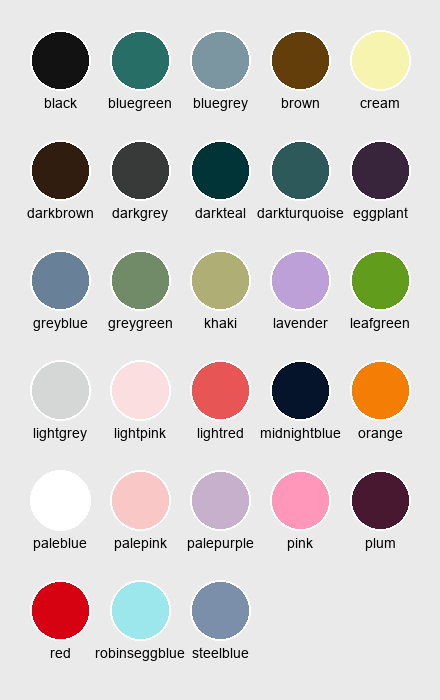 black bluegreen bluegrey brown cream
darkbrown darkgrey darkteal darkturquoise eggplant
greyblue greygreen khaki lavender leafgreen
lightgrey lightpink lightred midnightblue orange
paleblue palepink palepurple pink plum
red robinseggblue steelblue